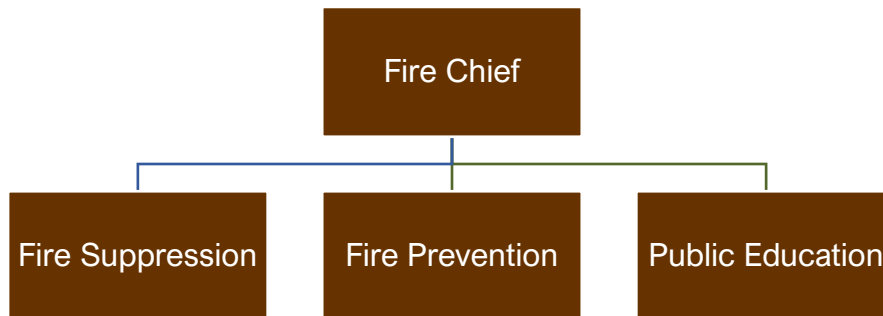 Fire Chief
Fire Suppression
Fire Prevention
Public Education